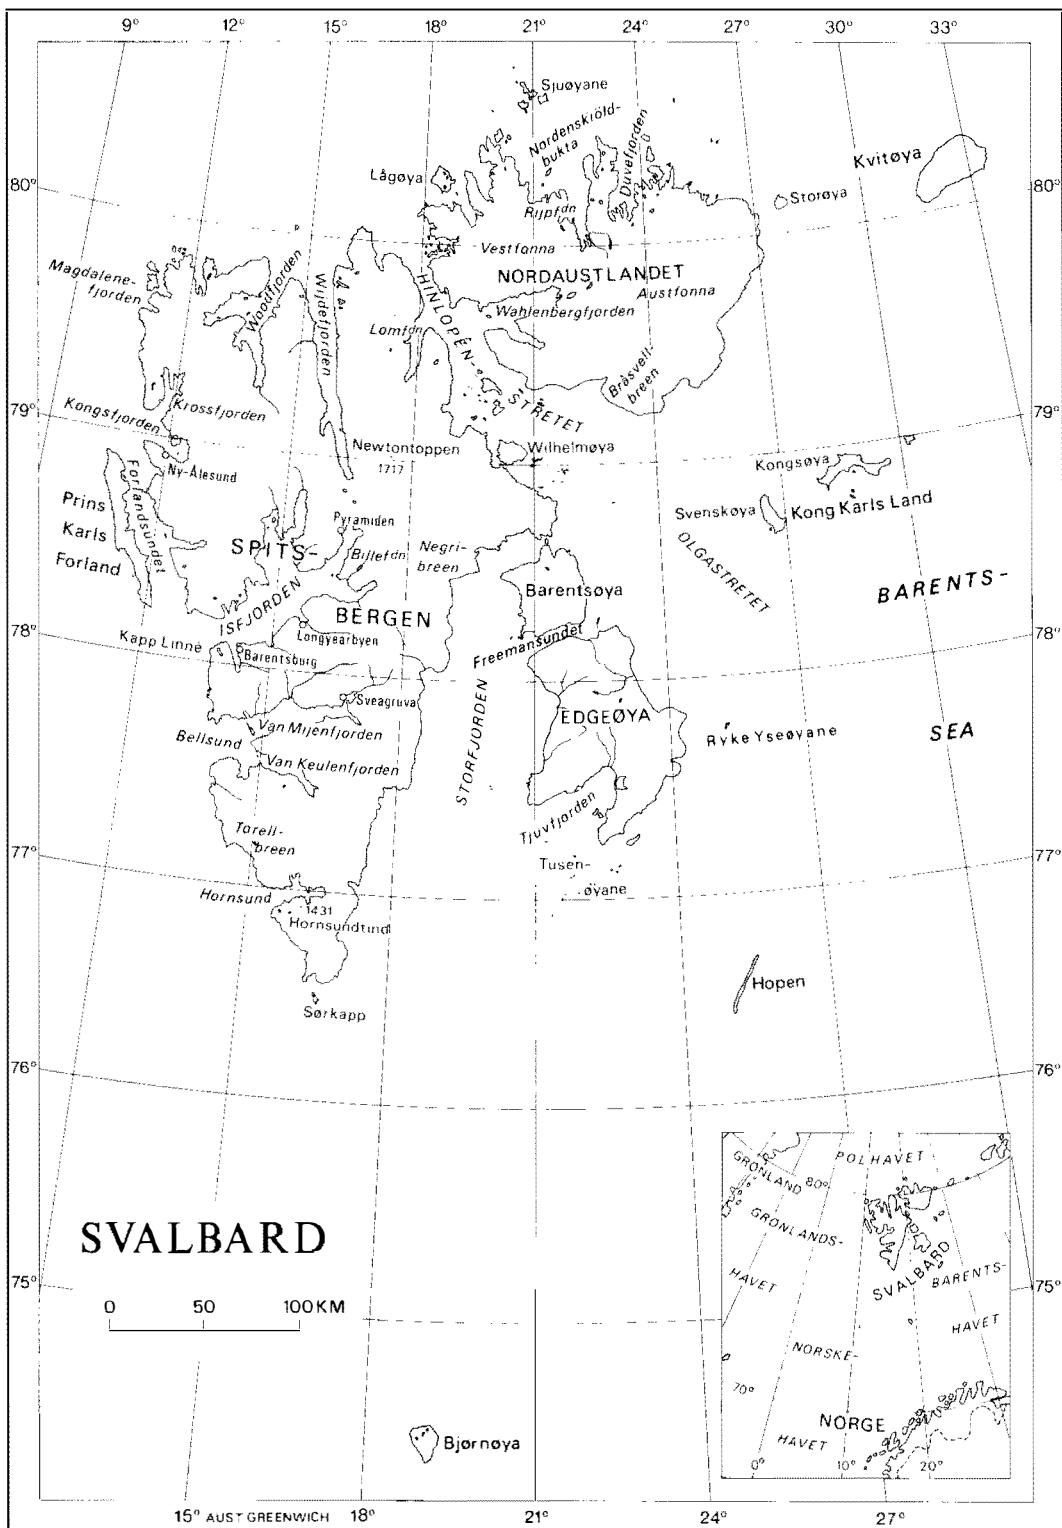 9° 12° 15° 18° 21° 24° 27° 30° 33°
Sjuøyane
Nordenskiöld-
bukta
Duvefjorden
Kvitøya
Lågøya
80°
80°
Storøya
Rijpfdn
Vestfonna
NORDAUSTLANDET
Austfonna
Magdalene-
fjorden
Woodfjorden
Wijdefjorden
HINLOPEN-
STRETET
Wahlenbergfjorden
Lomfdn
Bråsvell-
breen
79°
79°
Krossfjorden
Kongsfjorden
Newtontoppen
1717
Wilhelmøya
Kongsøya
Ny-Ålesund
Forlandsundet
Prins
Karls
Forland
Svenskøya
Kong Karls Land
Pyramiden
SPITS-
BERGEN
Billefdn
Negri-
breen
OLGASTRETET
BARENTS-
SEA
Barentsøya
ISFJORDEN
78°
78°
Longyearbyen
Kapp Linné
Barentsburg
Freemansundet
Sveagruva
STORFJORDEN
EDGEØYA
Ryke Yseøyane
Van Mijenfjorden
Bellsund
Van Keulenfjorden
Tjuvfjorden
Torell-
breen
77°
77°
Tusen-
øyane
Hornsund
1431
Hornsundtind
Hopen
Sørkapp
76°
76°
SVALBARD
0 50 100 KM
75°
75°
Bjørnøya
GRØNLAND
80°
POLHAVET
GRØNLANDS-
HAVET
SVALBARD
BARENTS-
HAVET
NORSKE-
HAVET
70°
NORGE
0° 10° 20°
15° AUST GREENWICH 18° 21° 24° 27°